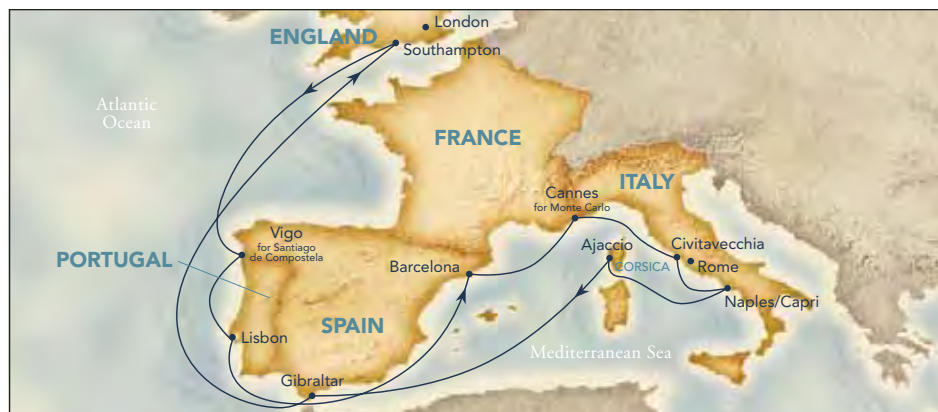 London
ENGLAND
Southampton
Atlantic
Ocean
FRANCE
ITALY
Cannes
for Monte Carlo
Vigo
for Santiago
de Compostela
PORTUGAL
Ajaccio
Civitavecchia
CORSICA
Rome
Barcelona
Naples/Capri
SPAIN
Lisbon
Mediterranean Sea
Gibraltar